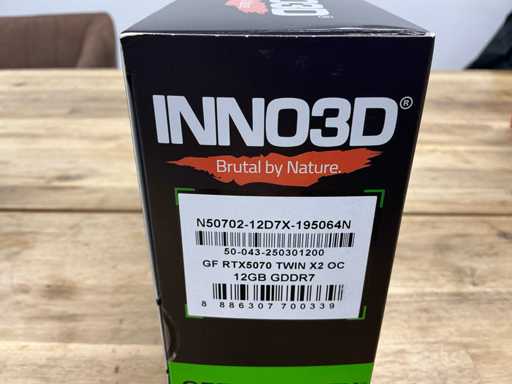 INNO3D®
Brutal by Nature.
N50702-12D7X-195064N
50-043-250301200
GF RTX5070 TWIN X2 OC
12GB GDDR7
8 886307 700339